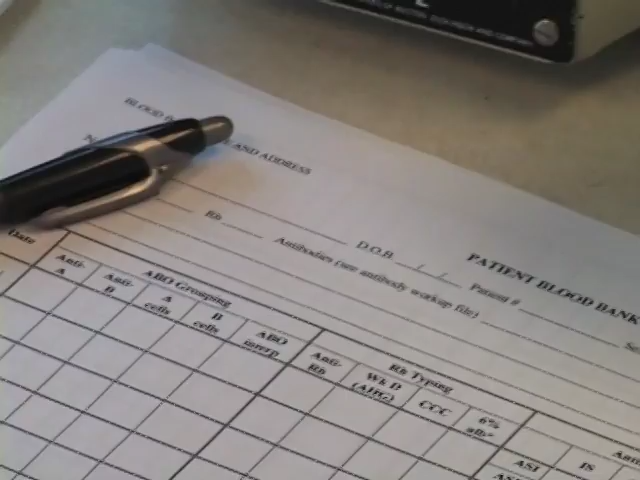 BLOOD AND ADDRESS
PATIENT BLOOD BANK
D.O.B. / / Patient #
Rh Antibodies (see antibody workup file)
Date
ABO Grouping
Anti-A
Anti-B
A cells
B cells
ABO interp
Rh Typing
Anti-Rh
Wk D (AHG)
CCC
6% alb
ASI
IS